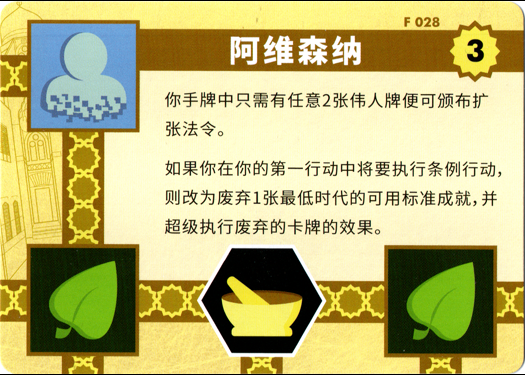 F 028
阿维森纳
3
你手牌中只需有任意2张伟人牌便可颁布扩
张法令。
如果你在你的第一行动中将要执行条例行动，
则改为废弃1张最低时代的可用标准成就，并
超级执行废弃的卡牌的效果。